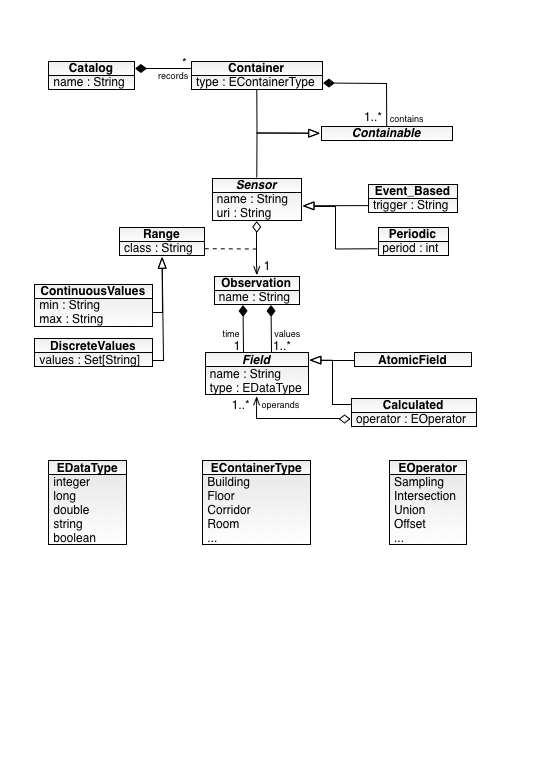 Catalog
name : String
*
records
Container
type : EContainerType
1..*
contains
Containable
Sensor
name : String
uri : String
Event_Based
trigger : String
Range
class : String
Periodic
period : int
1
Observation
name : String
ContinuousValues
min : String
max : String
time
1
values
1..*
DiscreteValues
values : Set[String]
Field
name : String
type : EDataType
AtomicField
1..*
operands
Calculated
operator : EOperator
EDataType
integer
long
double
string
boolean
EContainerType
Building
Floor
Corridor
Room
...
EOperator
Sampling
Intersection
Union
Offset
...